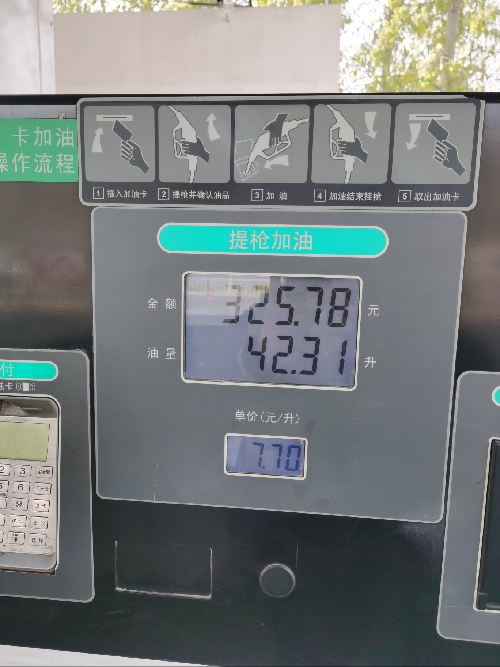 卡加油
操作流程
1 插入加油卡
2 提枪并确认油品
3 加油
4 加油结束挂枪
5 取出加油卡
提枪加油
金额 325.78 元
油量 42.31 升
单价(元/升)
7.70
付